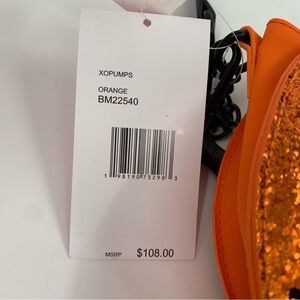 XOPUMPS
ORANGE
BM22540
1 98190 73298 3
MSRP $108.00